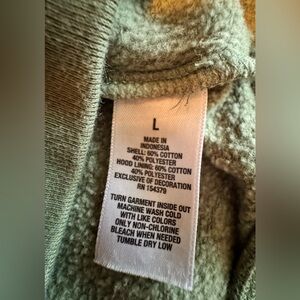 L
MADE IN
INDONESIA
SHELL: 60% COTTON
40% POLYESTER
HOOD LINING: 60% COTTON
40% POLYESTER
EXCLUSIVE OF DECORATION
RN 154379
TURN GARMENT INSIDE OUT
MACHINE WASH COLD
WITH LIKE COLORS
ONLY NON-CHLORINE
BLEACH WHEN NEEDED
TUMBLE DRY LOW